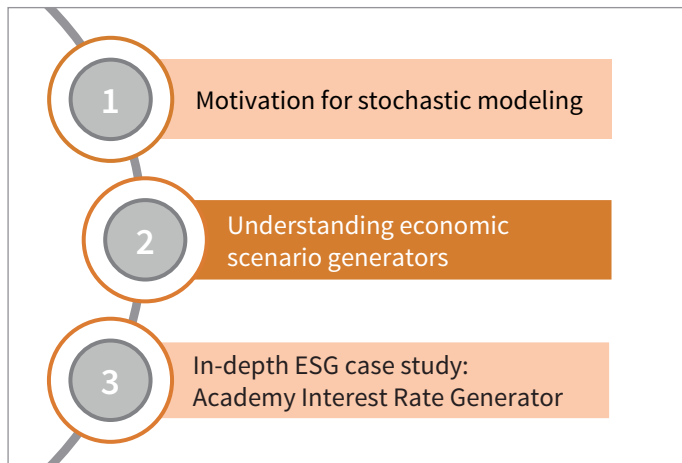 1
Motivation for stochastic modeling
2
Understanding economic
scenario generators
3
In-depth ESG case study:
Academy Interest Rate Generator